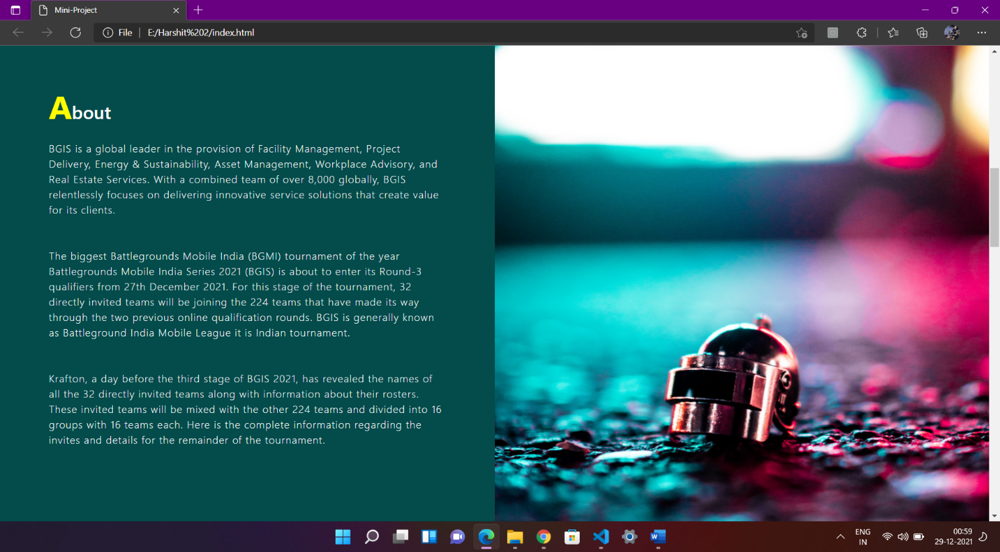 Mini-Project
File
E:/Harshit%202/index.html
About
BGIS is a global leader in the provision of Facility Management, Project
Delivery, Energy & Sustainability, Asset Management, Workplace Advisory, and
Real Estate Services. With a combined team of over 8,000 globally, BGIS
relentlessly focuses on delivering innovative service solutions that create value
for its clients.
The biggest Battlegrounds Mobile India (BGMI) tournament of the year
Battlegrounds Mobile India Series 2021 (BGIS) is about to enter its Round-3
qualifiers from 27th December 2021. For this stage of the tournament, 32
directly invited teams will be joining the 224 teams that have made its way
through the two previous online qualification rounds. BGIS is generally known
as Battleground India Mobile League it is Indian tournament.
Krafton, a day before the third stage of BGIS 2021, has revealed the names of
all the 32 directly invited teams along with information about their rosters.
These invited teams will be mixed with the other 224 teams and divided into 16
groups with 16 teams each. Here is the complete information regarding the
invites and details for the remainder of the tournament.
ENG
IN
00:59
29-12-2021